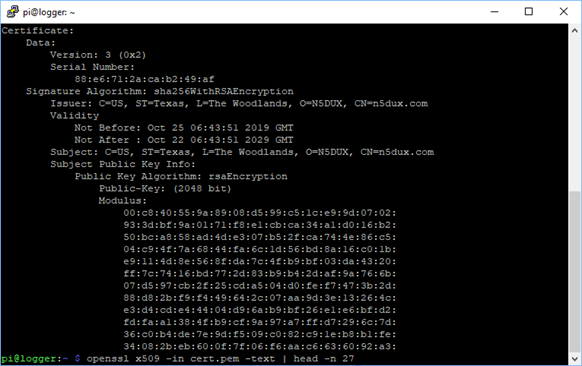 pi@logger: ~
Certificate:
Data:
Version: 3 (0x2)
Serial Number:
88:e6:71:2a:ca:b2:49:af
Signature Algorithm: sha256WithRSAEncryption
Issuer: C=US, ST=Texas, L=The Woodlands, O=N5DUX, CN=n5dux.com
Validity
Not Before: Oct 25 06:43:51 2019 GMT
Not After : Oct 22 06:43:51 2029 GMT
Subject: C=US, ST=Texas, L=The Woodlands, O=N5DUX, CN=n5dux.com
Subject Public Key Info:
Public Key Algorithm: rsaEncryption
Public-Key: (2048 bit)
Modulus:
00:c8:40:55:9a:89:08:d5:99:c5:1c:e9:9d:07:02:
93:3d:bf:9a:01:71:f8:e1:cb:ca:34:a1:d0:16:b2:
50:bc:a8:58:ad:4d:e3:07:b5:2f:ca:74:4e:86:c5:
04:c9:4f:7a:68:44:fa:6c:1d:56:bd:8a:16:c0:1b:
e9:11:4d:8e:56:8f:da:7c:4f:b9:bf:03:da:43:20:
ff:7c:74:16:bd:77:2d:83:b9:b4:2d:af:9a:76:6b:
07:d5:97:cb:2f:25:cd:a5:04:d0:fe:f7:47:3b:2d:
88:d8:2b:f9:f4:49:64:2c:07:aa:9d:3e:13:26:4c:
e3:d4:cd:e4:44:04:d9:6a:b9:bf:26:e1:e6:bf:d2:
fd:fa:a1:38:4f:b9:cf:9a:97:a7:ff:d7:29:6c:7d:
36:c0:b4:de:7e:9d:f5:09:c0:82:c9:1e:b8:b1:fe:
34:08:2b:eb:60:0f:7f:06:f6:aa:c6:63:60:92:a3:
pi@logger:~ $ openssl x509 -in cert.pem -text | head -n 27